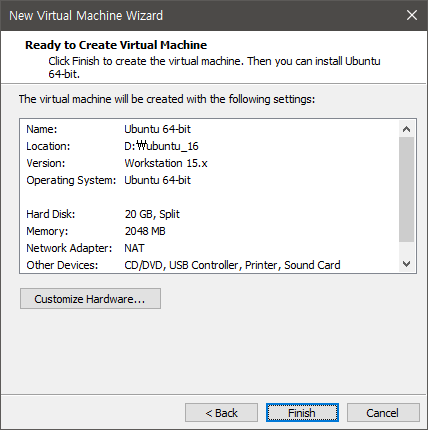 New Virtual Machine Wizard
Ready to Create Virtual Machine
Click Finish to create the virtual machine. Then you can install Ubuntu
64-bit.
The virtual machine will be created with the following settings:
Name: Ubuntu 64-bit
Location: D:₩ubuntu_16
Version: Workstation 15.x
Operating System: Ubuntu 64-bit
Hard Disk: 20 GB, Split
Memory: 2048 MB
Network Adapter: NAT
Other Devices: CD/DVD, USB Controller, Printer, Sound Card
Customize Hardware...
< Back Finish Cancel